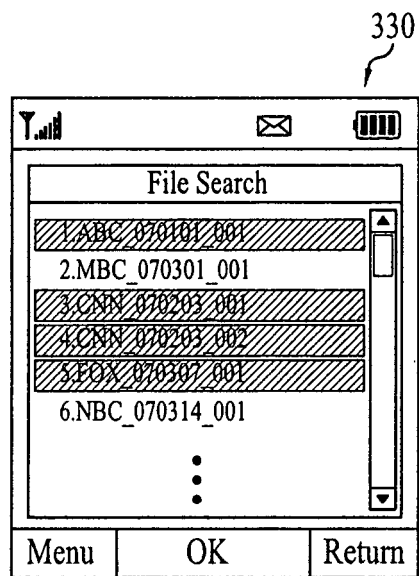 330
File Search
1.ABC_070101_001
2.MBC_070301_001
3.CNN_070203_001
4.CNN_070203_002
5.FOX_070307_001
6.NBC_070314_001
Menu OK Return